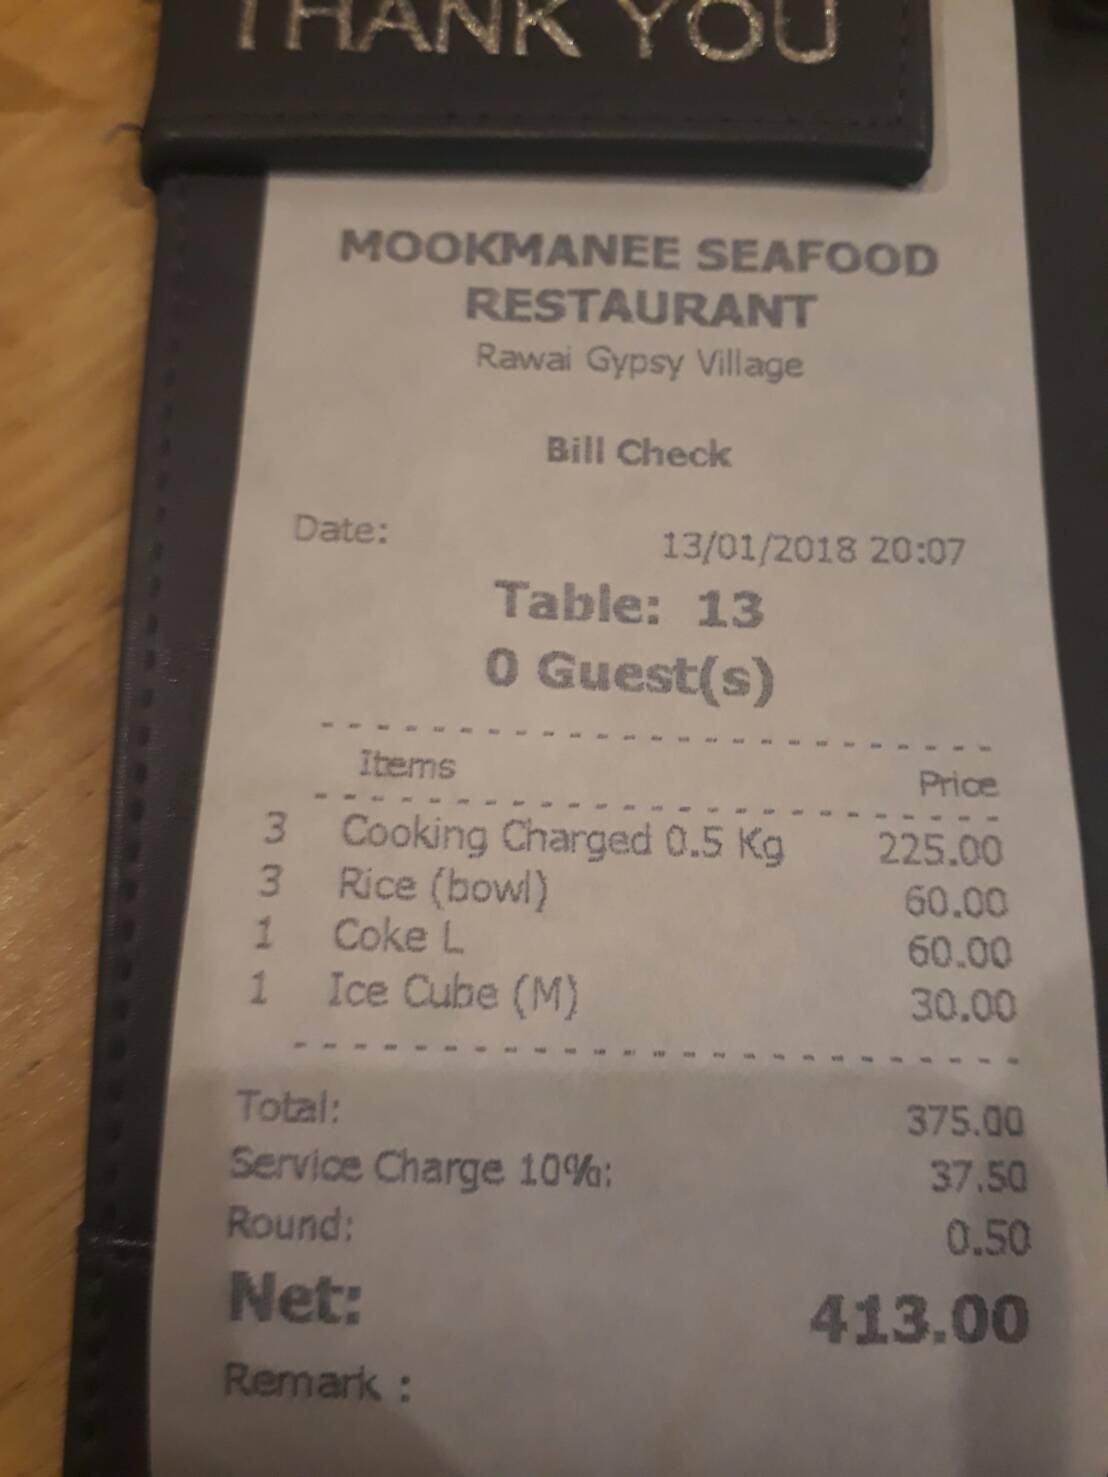 THANK YOU
MOOKMANEE SEAFOOD
RESTAURANT
Rawai Gypsy Village
Bill Check
Date: 13/01/2018 20:07
Table: 13
0 Guest(s)
Items Price
3 Cooking Charged 0.5 Kg 225.00
3 Rice (bowl) 60.00
1 Coke L 60.00
1 Ice Cube (M) 30.00
Total: 375.00
Service Charge 10%: 37.50
Round: 0.50
Net: 413.00
Remark :